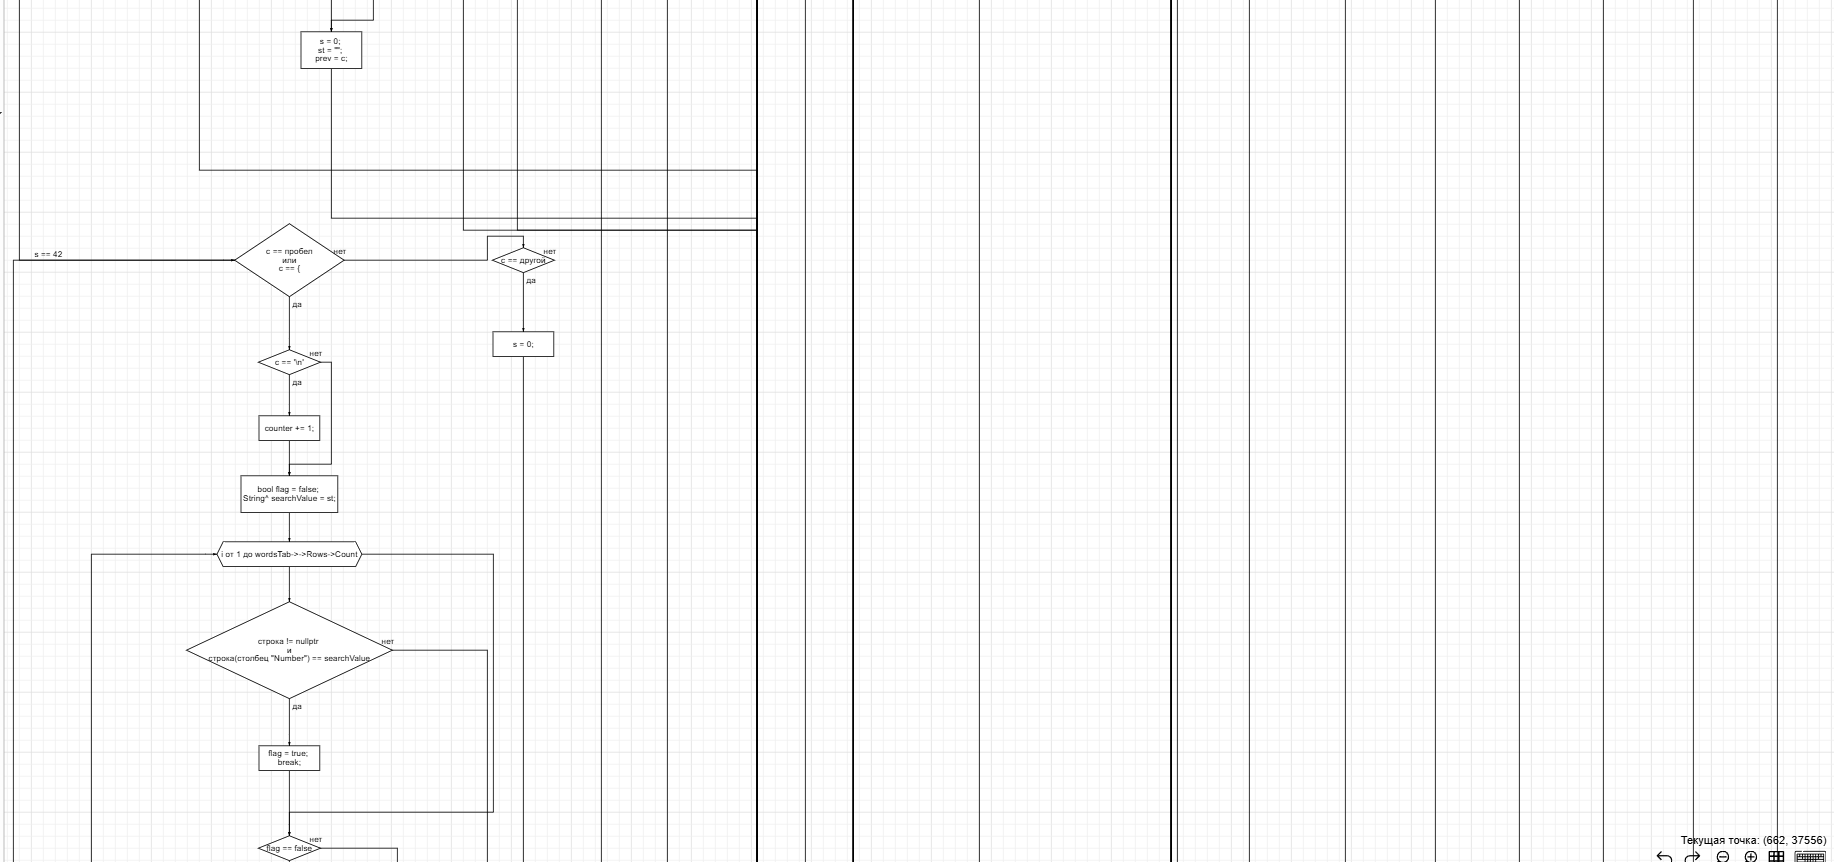 s = 0;
st = "";
prev = c;
s == 42
c == пробел
или
c == {
нет
да
нет
c == другой
да
s = 0;
нет
c == '\n'
да
counter += 1;
bool flag = false;
String^ searchValue = st;
i от 1 до wordsTab->->Rows->Count
строка != nullptr
и
строка(столбец "Number") == searchValue
нет
да
flag = true;
break;
нет
flag == false
Текущая точка: (662, 37556)